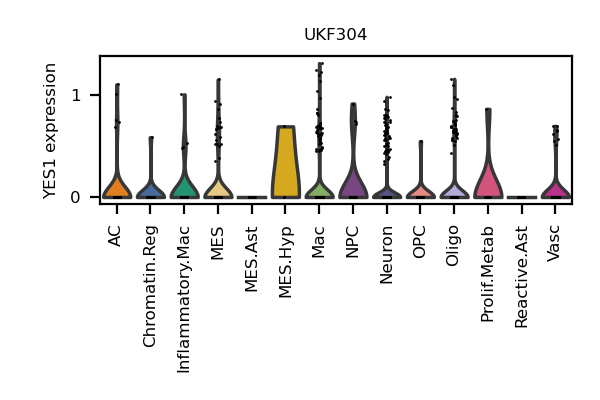 UKF304
YES1 expression
1
0
AC
Chromatin.Reg
Inflammatory.Mac
MES
MES.Ast
MES.Hyp
Mac
NPC
Neuron
OPC
Oligo
Prolif.Metab
Reactive.Ast
Vasc